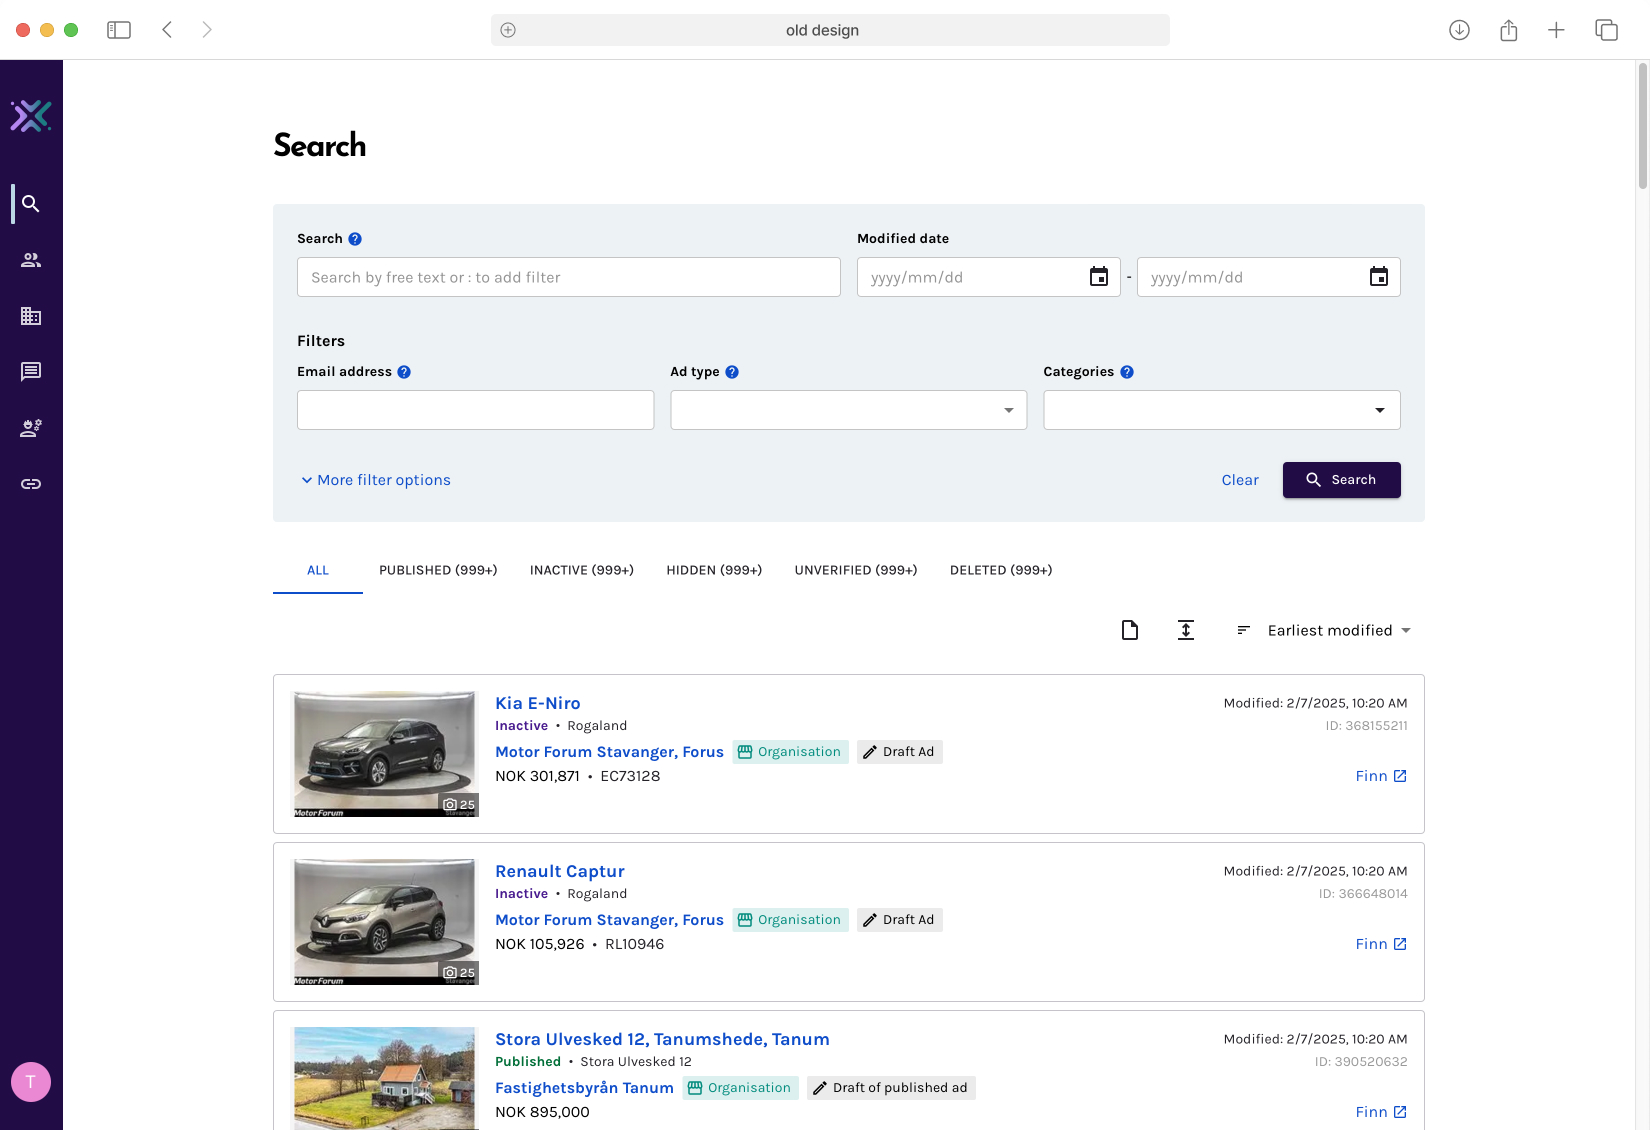 old design
Search
Search ?
Modified date
Search by free text or : to add filter
yyyy/mm/dd - yyyy/mm/dd
Filters
Email address ?
Ad type ?
Categories ?
More filter options
Clear
Search
ALL
PUBLISHED (999+)
INACTIVE (999+)
HIDDEN (999+)
UNVERIFIED (999+)
DELETED (999+)
Earliest modified
Kia E-Niro
Modified: 2/7/2025, 10:20 AM
Inactive • Rogaland
ID: 368155211
Motor Forum Stavanger, Forus Organisation Draft Ad
NOK 301,871 • EC73128
Finn
25
Motor Forum
Stavanger
Renault Captur
Modified: 2/7/2025, 10:20 AM
Inactive • Rogaland
ID: 366648014
Motor Forum Stavanger, Forus Organisation Draft Ad
NOK 105,926 • RL10946
Finn
25
Motor Forum
Stavanger
Stora Ulvesked 12, Tanumshede, Tanum
Modified: 2/7/2025, 10:20 AM
Published • Stora Ulvesked 12
ID: 390520632
Fastighetsbyrån Tanum Organisation Draft of published ad
NOK 895,000
Finn
T